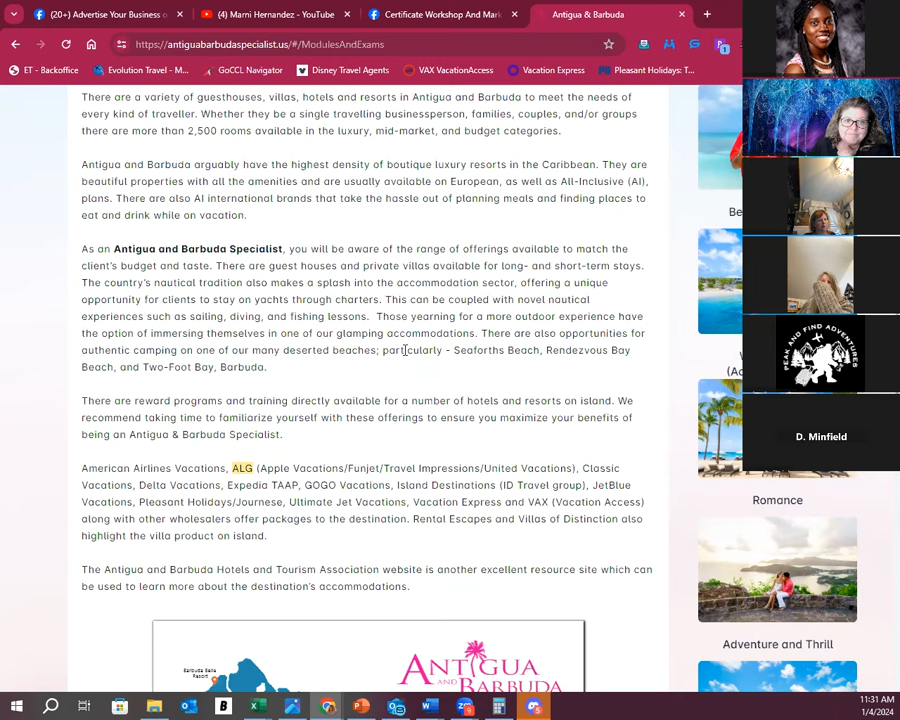 (20+) Advertise Your Business o
(4) Marni Hernandez - YouTube
Certificate Workshop And Mark
Antigua & Barbuda
https://antiguabarbudaspecialist.us/#/ModulesAndExams
ET - Backoffice
Evolution Travel - M...
GoCCL Navigator
Disney Travel Agents
VAX VacationAccess
Vacation Express
Pleasant Holidays: T...
There are a variety of guesthouses, villas, hotels and resorts in Antigua and Barbuda to meet the needs of
every kind of traveller. Whether they be a single travelling businessperson, families, couples, and/or groups
there are more than 2,500 rooms available in the luxury, mid-market, and budget categories.
Antigua and Barbuda arguably have the highest density of boutique luxury resorts in the Caribbean. They are
beautiful properties with all the amenities and are usually available on European, as well as All-Inclusive (AI),
plans. There are also AI international brands that take the hassle out of planning meals and finding places to
eat and drink while on vacation.
As an Antigua and Barbuda Specialist, you will be aware of the range of offerings available to match the
client's budget and taste. There are guest houses and private villas available for long- and short-term stays.
The country's nautical tradition also makes a splash into the accommodation sector, offering a unique
opportunity for clients to stay on yachts through charters. This can be coupled with novel nautical
experiences such as sailing, diving, and fishing lessons. Those yearning for a more outdoor experience have
the option of immersing themselves in one of our glamping accommodations. There are also opportunities for
authentic camping on one of our many deserted beaches; particularly - Seaforths Beach, Rendezvous Bay
Beach, and Two-Foot Bay, Barbuda.
There are reward programs and training directly available for a number of hotels and resorts on island. We
recommend taking time to familiarize yourself with these offerings to ensure you maximize your benefits of
being an Antigua & Barbuda Specialist.
American Airlines Vacations, ALG (Apple Vacations/Funjet/Travel Impressions/United Vacations), Classic
Vacations, Delta Vacations, Expedia TAAP, GOGO Vacations, Island Destinations (ID Travel group), JetBlue
Vacations, Pleasant Holidays/Journese, Ultimate Jet Vacations, Vacation Express and VAX (Vacation Access)
along with other wholesalers offer packages to the destination. Rental Escapes and Villas of Distinction also
highlight the villa product on island.
The Antigua and Barbuda Hotels and Tourism Association website is another excellent resource site which can
be used to learn more about the destination's accommodations.
Barbuda Belle
Resort
ANTIGUA
AND BARBUDA
Be
W
(Ac
Romance
Adventure and Thrill
PEAK AND FIND ADVENTURES
D. Minfield
11:31 AM
1/4/2024